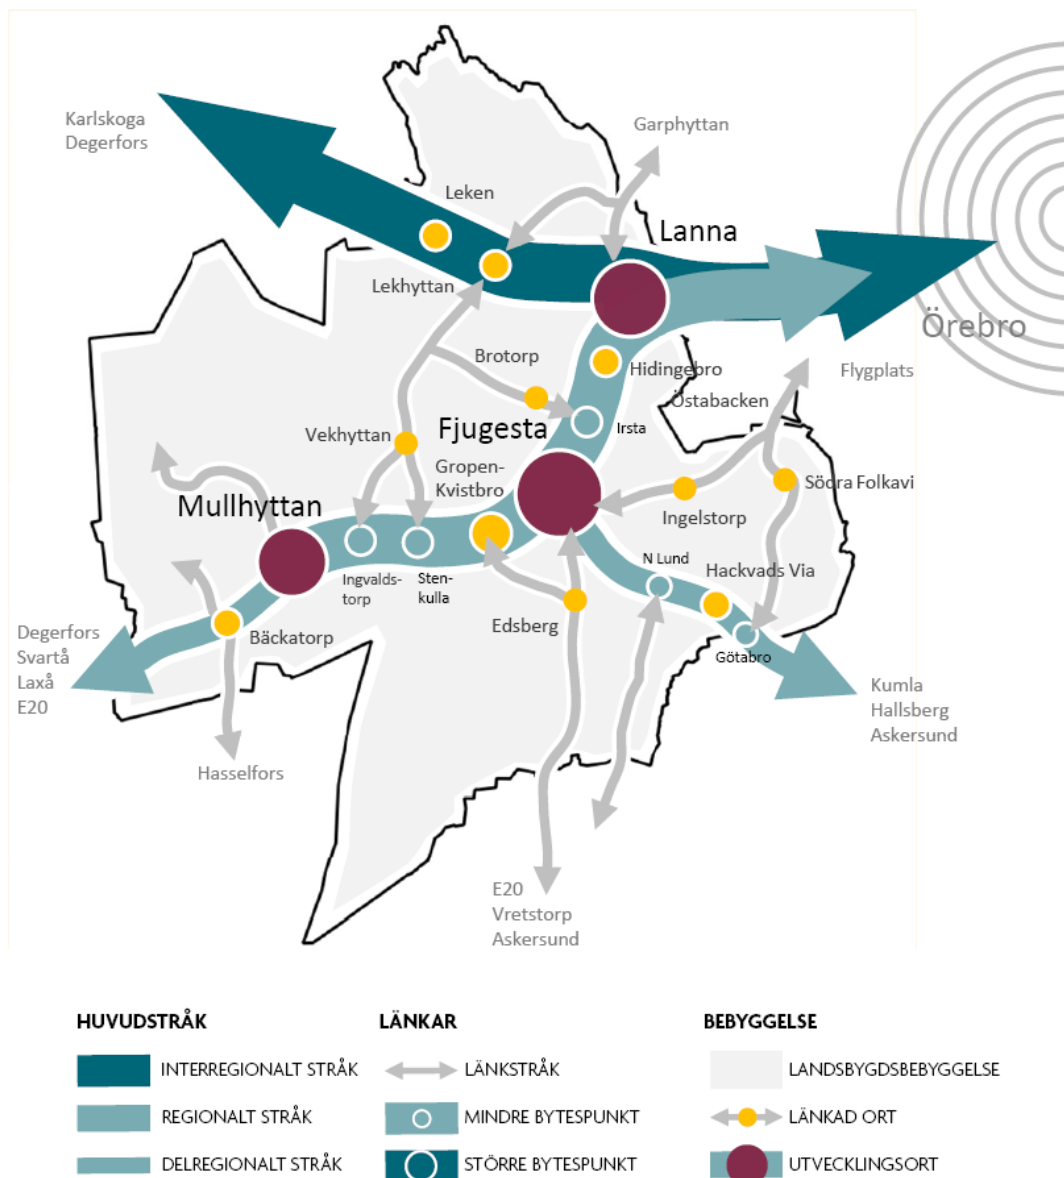 Karlskoga
Degerfors
Garphyttan
Leken
Lanna
Lekhyttan
Örebro
Brotorp
Hidingebro
Flygplats
Östabacken
Fjugesta
Irsta
Vekhyttan
Gropen-
Kvistbro
Södra Folkavi
Mullhyttan
Ingelstorp
N Lund
Hackvads Via
Ingvalds-
torp
Sten-
kulla
Edsberg
Bäckatorp
Götabro
Degerfors
Svartå
Laxå
E20
Kumla
Hallsberg
Askersund
Hasselfors
E20
Vretstorp
Askersund
HUVUDSTRÅK
INTERREGIONALT STRÅK
REGIONALT STRÅK
DELREGIONALT STRÅK
LÄNKAR
LÄNKSTRÅK
MINDRE BYTESPUNKT
STÖRRE BYTESPUNKT
BEBYGGELSE
LANDSBYGDSBEBYGGELSE
LÄNKAD ORT
UTVECKLINGSORT